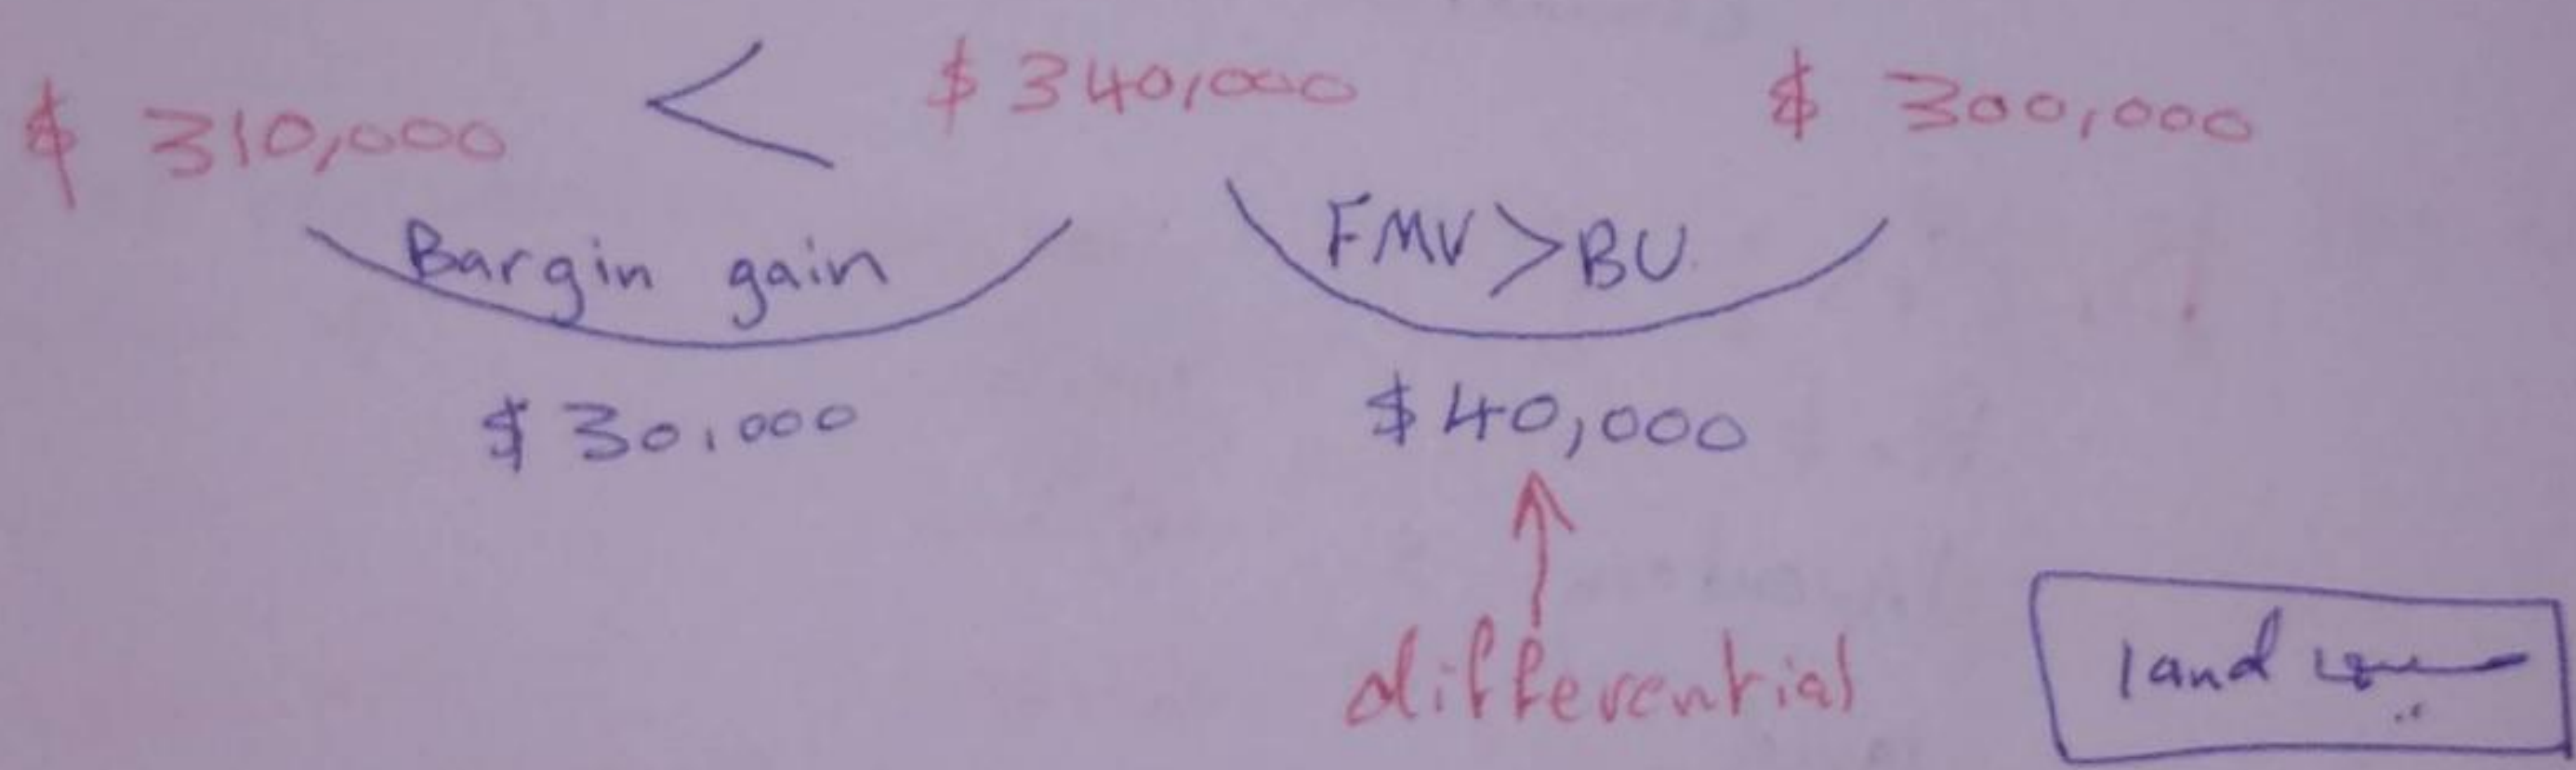 $ 310,000 < $ 340,000 $ 300,000
Bargin gain FMV > BU
$ 30,000 $ 40,000
differential
land